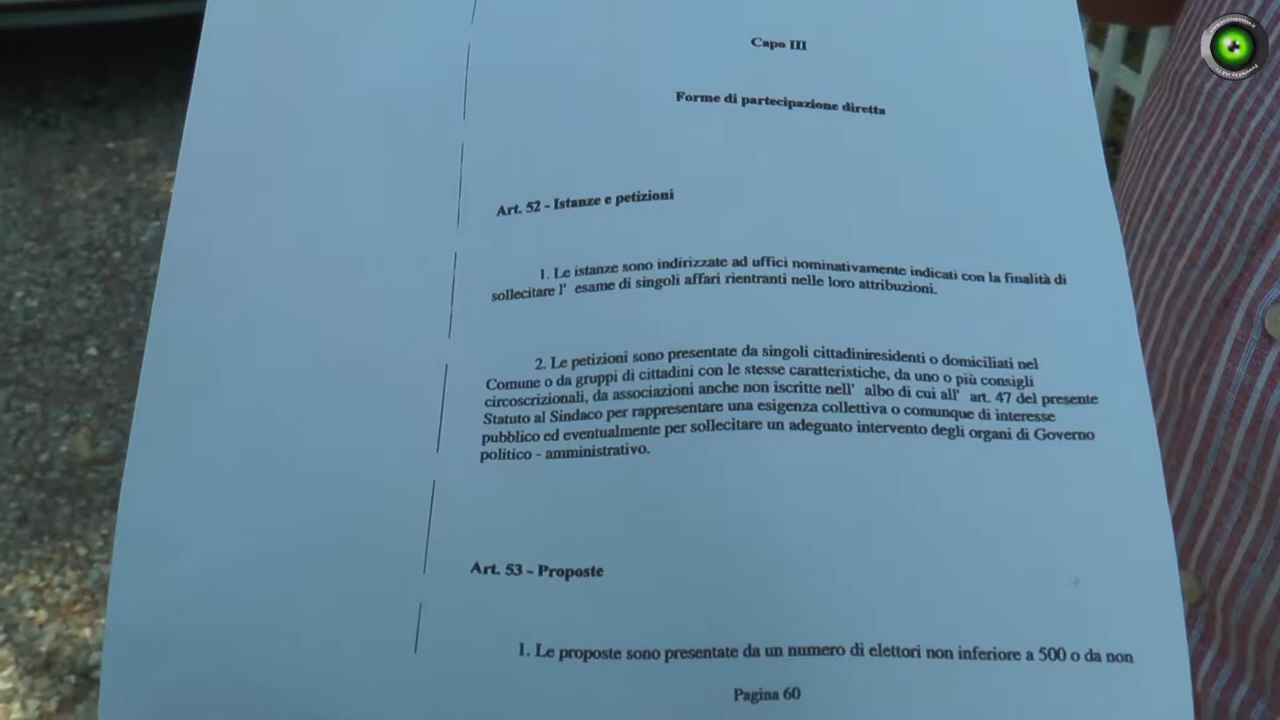 Capo III
Forme di partecipazione diretta
Art. 52 - Istanze e petizioni
1. Le istanze sono indirizzate ad uffici nominativamente indicati con la finalità di
sollecitare l' esame di singoli affari rientranti nelle loro attribuzioni.
2. Le petizioni sono presentate da singoli cittadiniresidenti o domiciliati nel
Comune o da gruppi di cittadini con le stesse caratteristiche, da uno o più consigli
circoscrizionali, da associazioni anche non iscritte nell' albo di cui all' art. 47 del presente
Statuto al Sindaco per rappresentare una esigenza collettiva o comunque di interesse
pubblico ed eventualmente per sollecitare un adeguato intervento degli organi di Governo
politico - amministrativo.
Art. 53 - Proposte
1. Le proposte sono presentate da un numero di elettori non inferiore a 500 o da non
Pagina 60